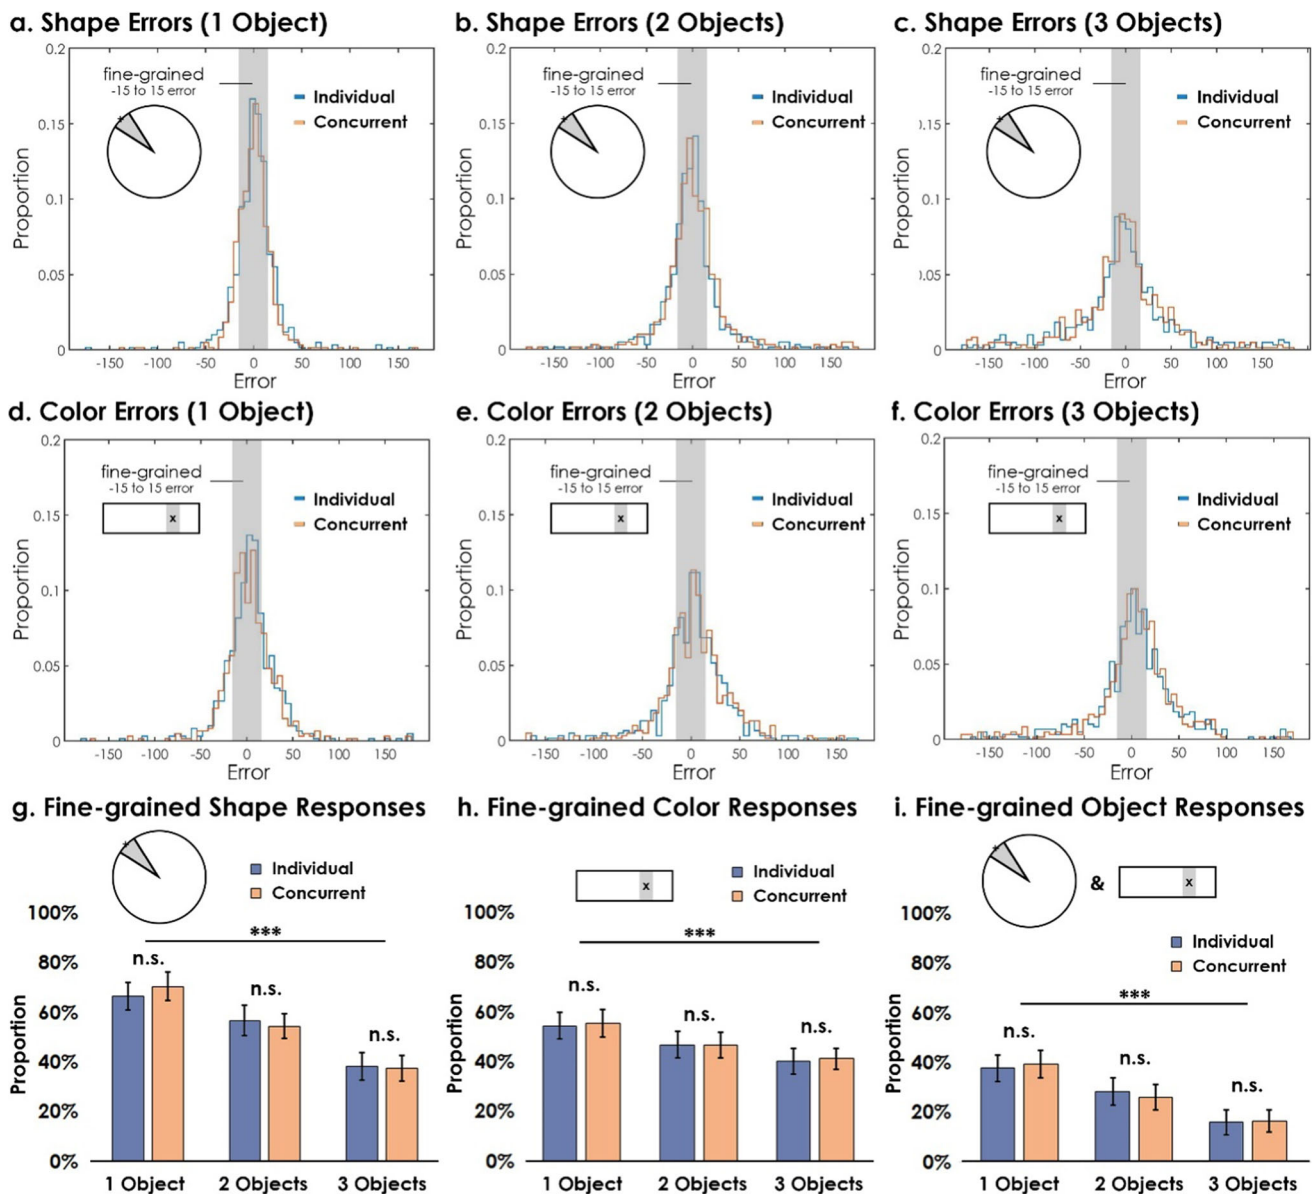 a. Shape Errors (1 Object)
0.2
0.15
0.1
0.05
0
Proportion
fine-grained
-15 to 15 error
x
Individual
Concurrent
-150 -100 -50 0 50 100 150
Error
b. Shape Errors (2 Objects)
0.2
0.15
0.1
0.05
0
Proportion
fine-grained
-15 to 15 error
x
Individual
Concurrent
-150 -100 -50 0 50 100 150
Error
c. Shape Errors (3 Objects)
0.2
0.15
0.1
).05
0
Proportion
fine-grained
-15 to 15 error
x
Individual
Concurrent
-150 -100 -50 0 50 100 150
Error
d. Color Errors (1 Object)
0.2
0.15
0.1
0.05
0
Proportion
fine-grained
-15 to 15 error
x
Individual
Concurrent
-150 -100 -50 0 50 100 150
Error
e. Color Errors (2 Objects)
0.2
0.15
0.1
0.05
0
Proportion
fine-grained
-15 to 15 error
x
Individual
Concurrent
-150 -100 -50 0 50 100 150
Error
f. Color Errors (3 Objects)
0.2
0.15
0.1
0.05
0
Proportion
fine-grained
-15 to 15 error
x
Individual
Concurrent
-150 -100 -50 0 50 100 150
Error
g. Fine-grained Shape Responses
x
Individual
Concurrent
100%
80%
60%
40%
20%
0%
Proportion
***
n.s.
n.s.
n.s.
1 Object 2 Objects 3 Objects
h. Fine-grained Color Responses
x
Individual
Concurrent
100%
80%
60%
40%
20%
0%
Proportion
***
n.s.
n.s.
n.s.
1 Object 2 Objects 3 Objects
i. Fine-grained Object Responses
x
&
x
Individual
Concurrent
100%
80%
60%
40%
20%
0%
Proportion
***
n.s.
n.s.
n.s.
1 Object 2 Objects 3 Objects